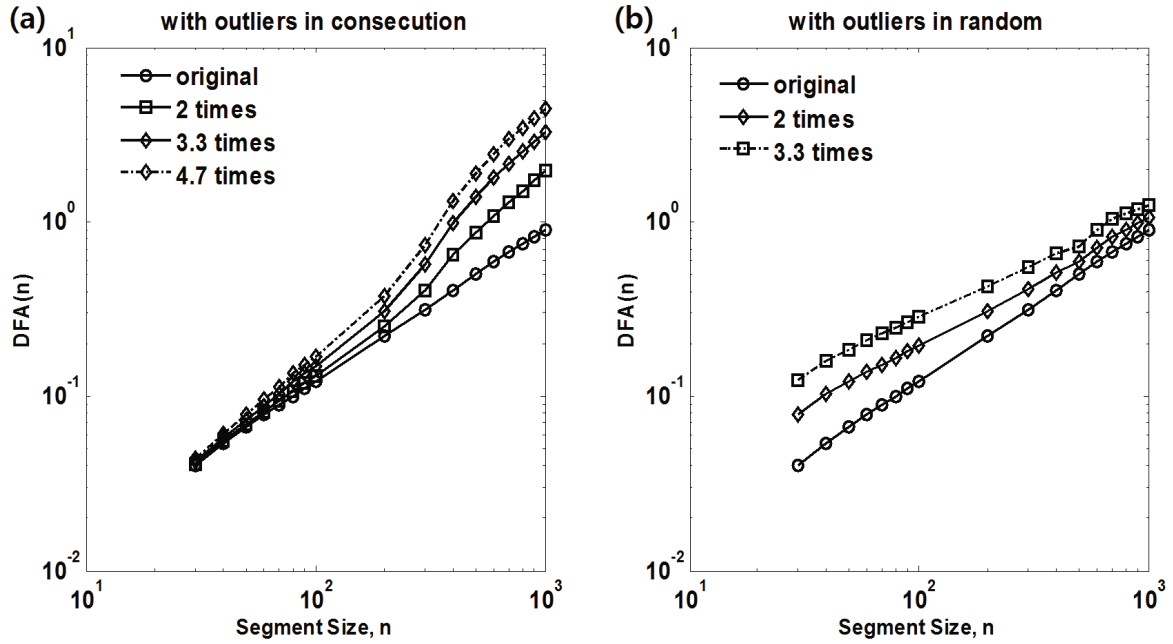 (a)
with outliers in consecution
10^1
10^0
10^-1
10^-2
DFA (n)
original
2 times
3.3 times
4.7 times
10^1
10^2
10^3
Segment Size, n
(b)
with outliers in random
10^1
10^0
10^-1
10^-2
DFA (n)
original
2 times
3.3 times
10^1
10^2
10^3
Segment Size, n